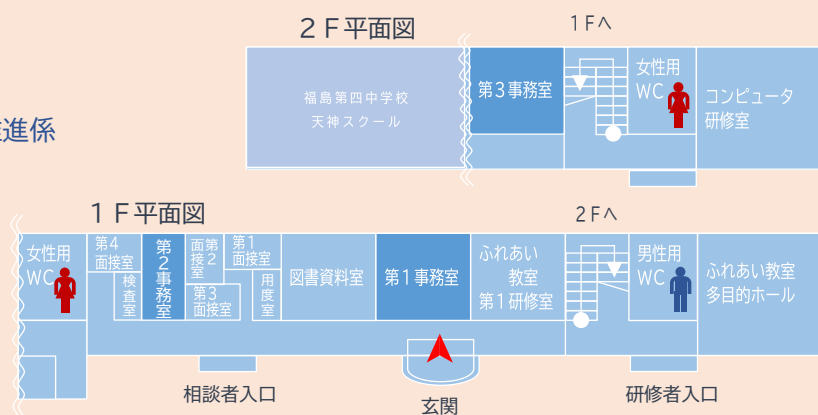 2F平面図
1Fへ
福島第四中学校
天神スクール
第3事務室
女性用
WC
コンピュータ
研修室
進係
1F平面図
2Fへ
女性用
WC
第4
面接室
検査室
第2事務室
第2
面接室
第3
面接室
第1
面接室
用度室
図書資料室
第1事務室
ふれあい
教室
第1研修室
男性用
WC
ふれあい教室
多目的ホール
相談者入口
玄関
研修者入口